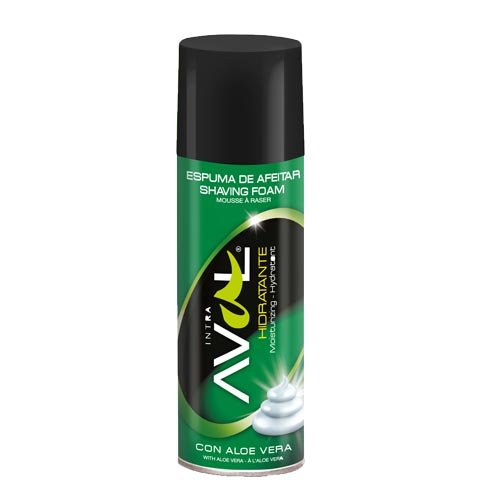 ESPUMA DE AFEITAR
SHAVING FOAM
MOUSSE À RASER
INTRA
AVAL®
HIDRATANTE
Moisturizing - Hydratant
CON ALOE VERA
WITH ALOE VERA - À L'ALOE VERA